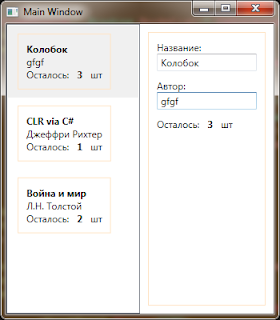 Main Window
Колобок
gfgf
Осталось: 3 шт
CLR via C#
Джеффри Рихтер
Осталось: 1 шт
Война и мир
Л.Н. Толстой
Осталось: 2 шт
Название:
Колобок
Автор:
gfgf
Осталось: 3 шт